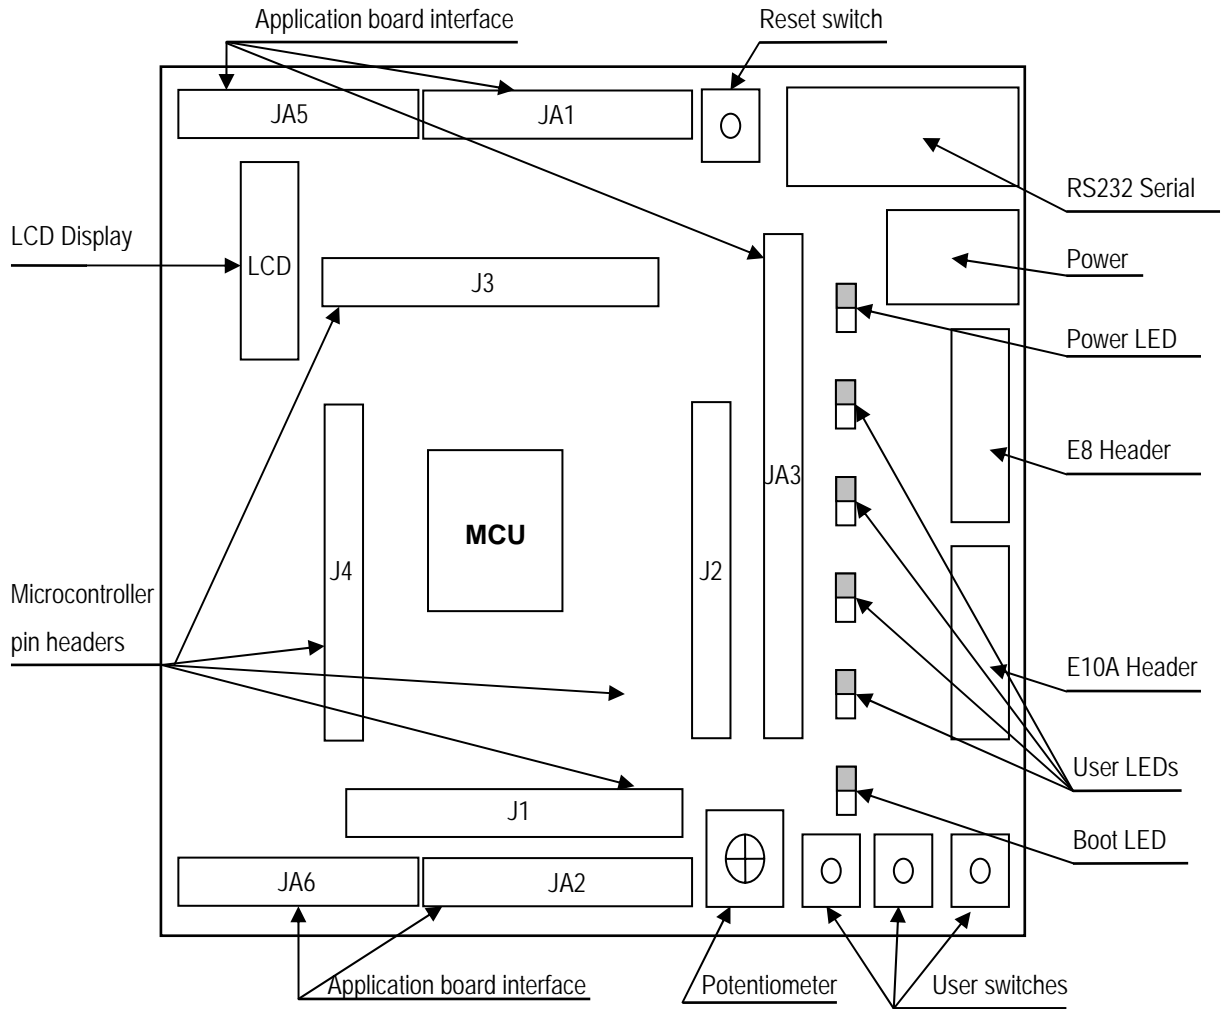 Application board interface
Reset switch
JA5
JA1
RS232 Serial
LCD Display
LCD
J3
Power
Power LED
E8 Header
JA3
MCU
J4
J2
Microcontroller
pin headers
E10A Header
User LEDs
J1
Boot LED
JA6
JA2
Application board interface
Potentiometer
User switches